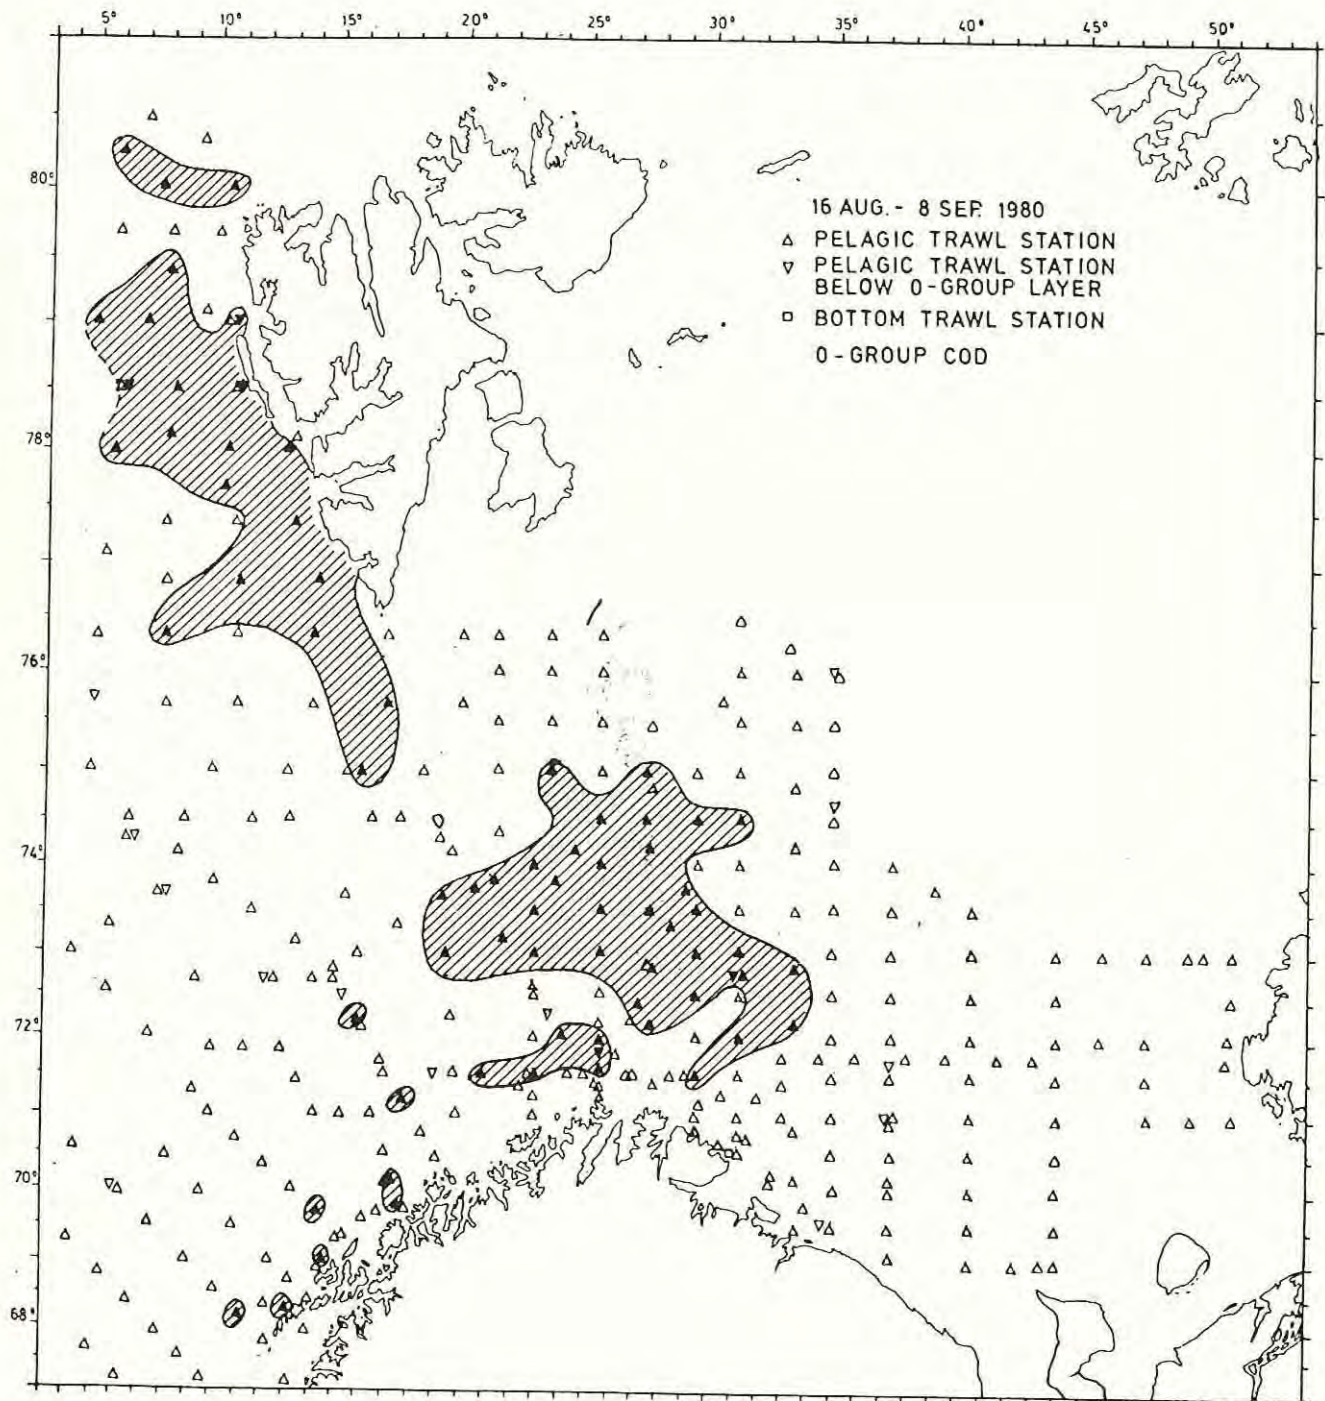 5° 10° 15° 20° 25° 30° 35° 40° 45° 50°
80°
78°
76°
74°
72°
70°
68°
16 AUG. - 8 SEP. 1980
PELAGIC TRAWL STATION
PELAGIC TRAWL STATION
BELOW 0-GROUP LAYER
BOTTOM TRAWL STATION
0-GROUP COD